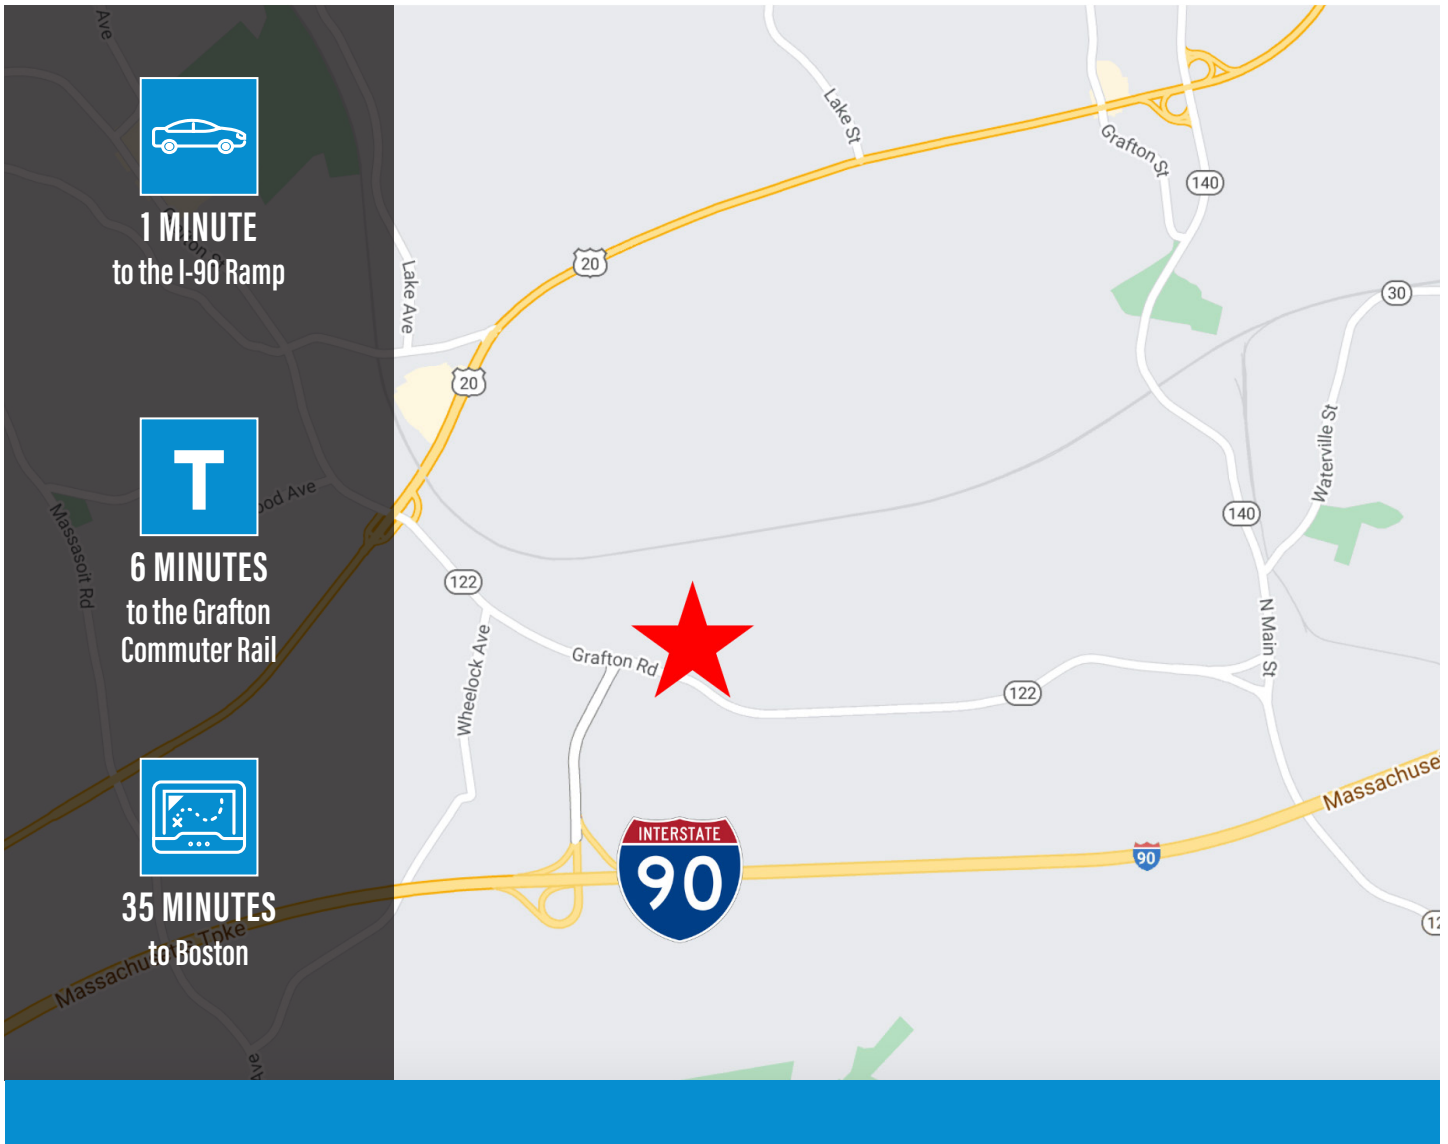 1 MINUTE
to the I-90 Ramp
T
6 MINUTES
to the Grafton
Commuter Rail
35 MINUTES
to Boston
Ave
Lake St
Grafton St
140
20
Lake Ave
30
20
Waterville St
140
Massasoit Rd
122
Wheelock Ave
Grafton Rd
N Main St
122
INTERSTATE
90
90
Massachusetts Tpke
Ave